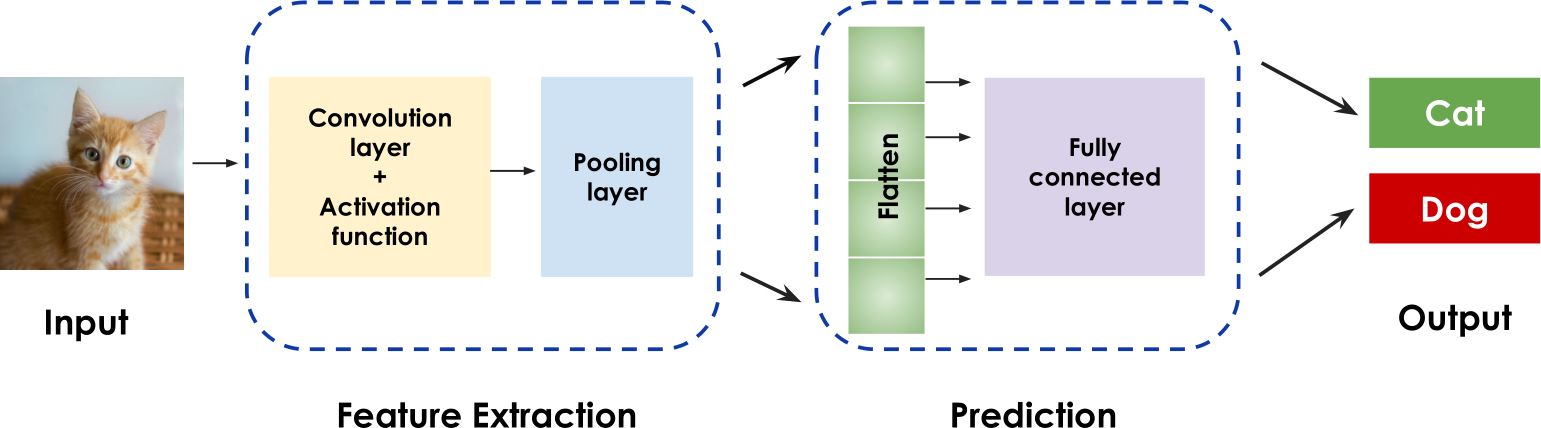 Convolution
layer
+
Activation
function
Pooling
layer
Flatten
Fully
connected
layer
Cat
Dog
Input
Output
Feature Extraction
Prediction